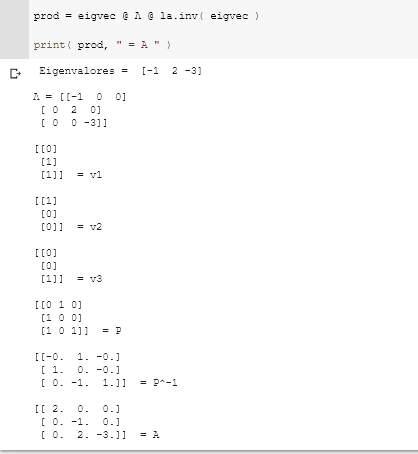 prod = eigvec @ Λ @ la.inv( eigvec )
print( prod, " = A " )
Eigenvalores =  [-1  2 -3]
Λ = [[-1  0  0]
 [ 0  2  0]
 [ 0  0 -3]]
[[0]
 [1]
 [1]]  = v1
[[1]
 [0]
 [0]]  = v2
[[0]
 [0]
 [1]]  = v3
[[0 1 0]
 [1 0 0]
 [1 0 1]]  = P
[[-0.  1. -0.]
 [ 1.  0. -0.]
 [ 0. -1.  1.]]  = P^-1
[[ 2.  0.  0.]
 [ 0. -1.  0.]
 [ 0.  2. -3.]]  = A